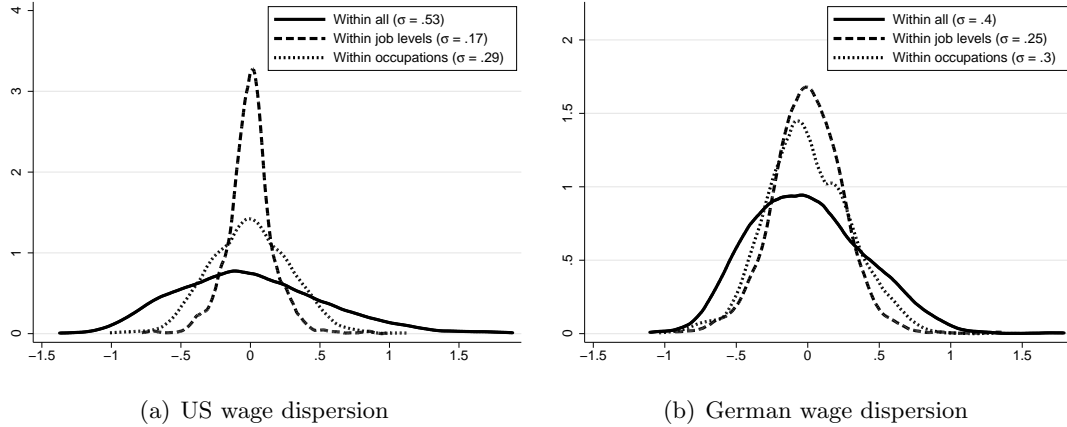 4
3
2
1
0
−1.5 −1 −.5 0 .5 1 1.5
Within all (σ = .53)
Within job levels (σ = .17)
Within occupations (σ = .29)
(a) US wage dispersion
2
1.5
1
.5
0
−1.5 −1 −.5 0 .5 1 1.5
Within all (σ = .4)
Within job levels (σ = .25)
Within occupations (σ = .3)
(b) German wage dispersion